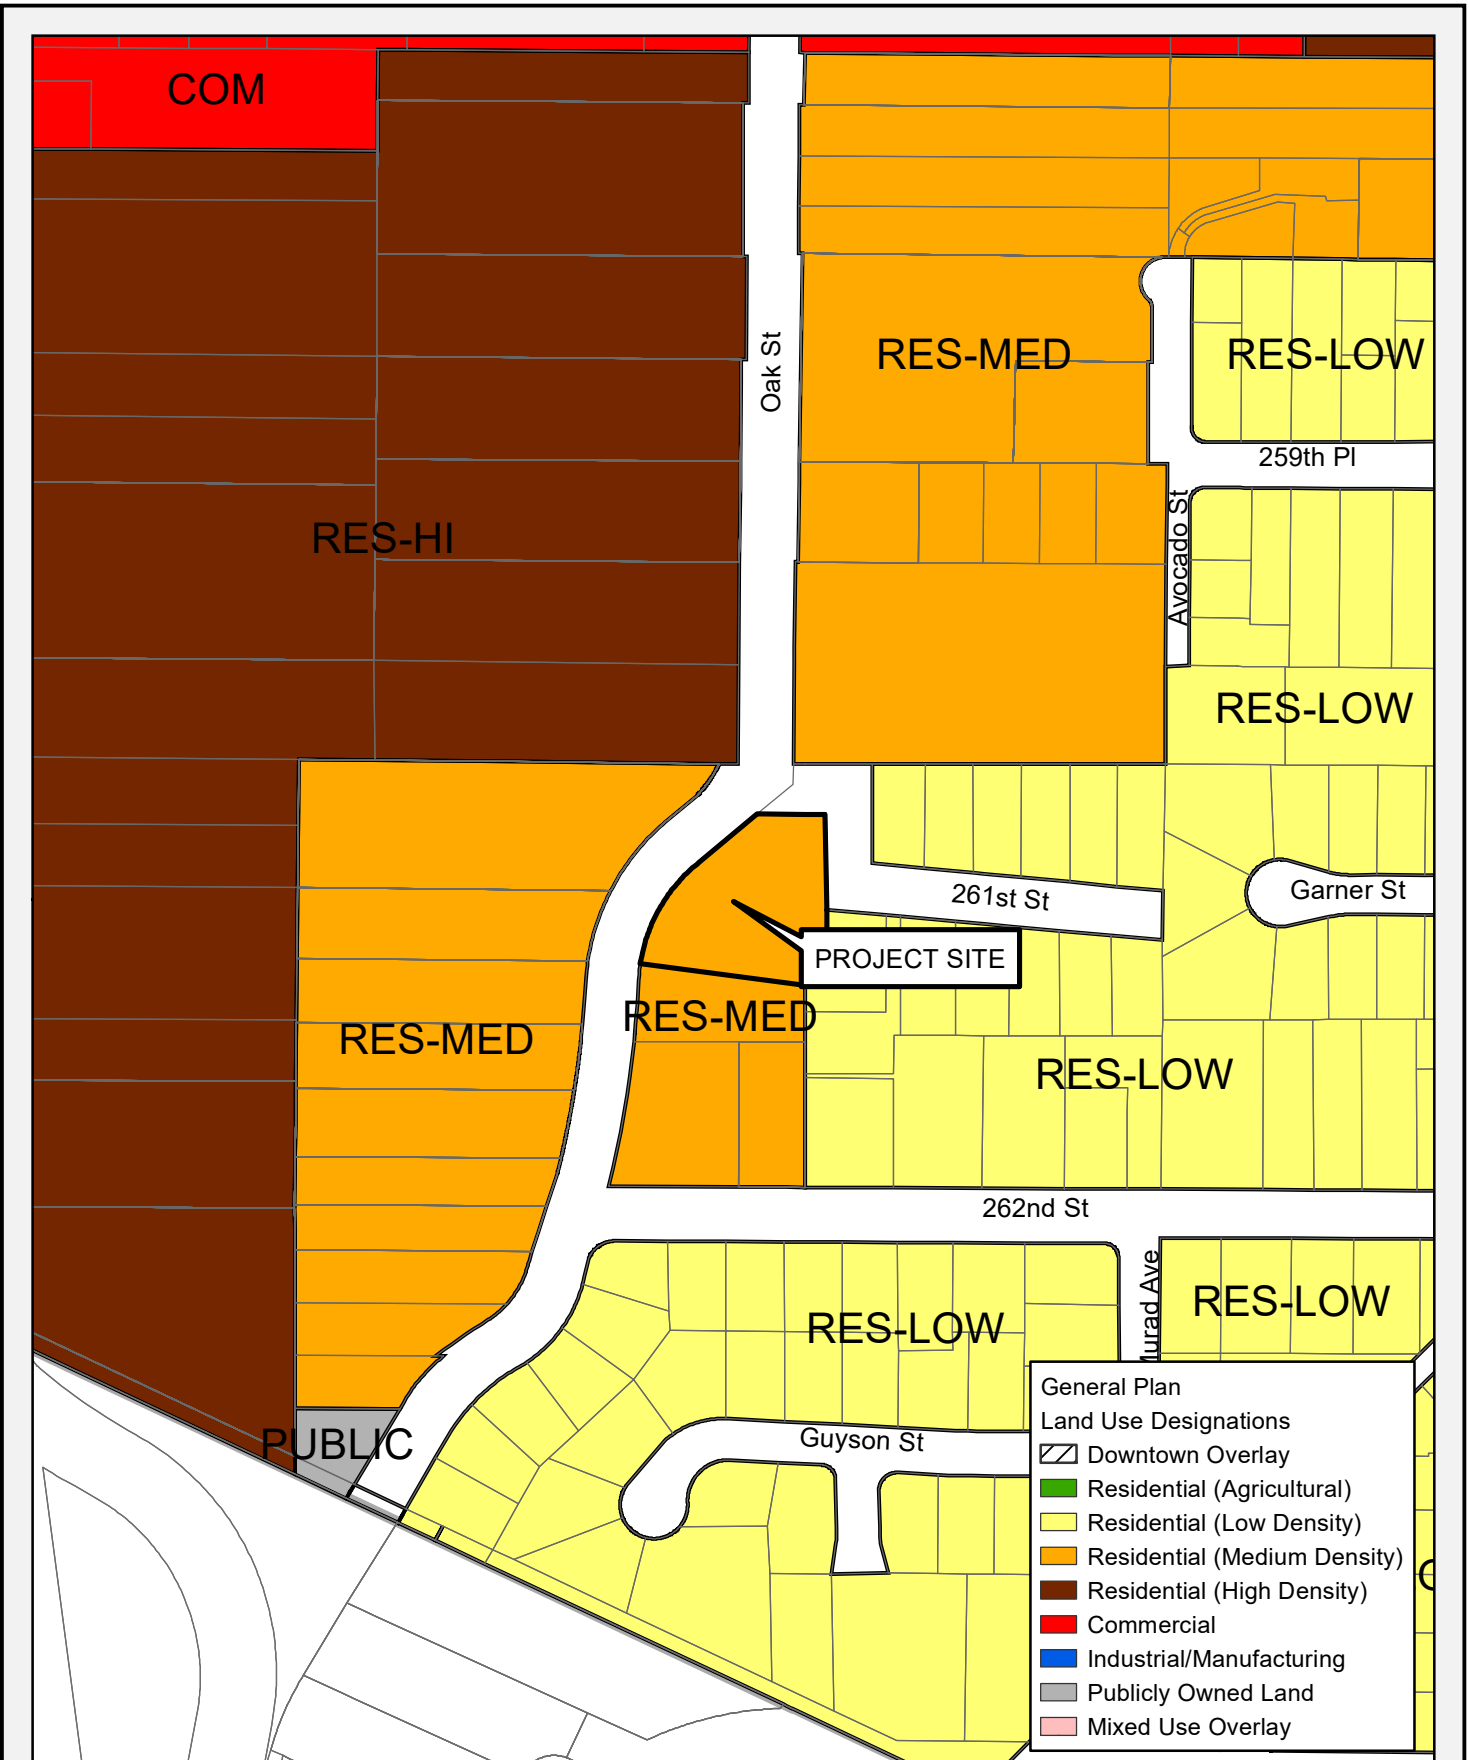 COM
Oak St
RES-MED
RES-LOW
259th Pl
RES-HI
Avocado St
RES-LOW
261st St
Garner St
PROJECT SITE
RES-MED
RES-MED
RES-LOW
262nd St
Murad Ave
RES-LOW
RES-LOW
PUBLIC
Guyson St
General Plan
Land Use Designations
Downtown Overlay
Residential (Agricultural)
Residential (Low Density)
Residential (Medium Density)
Residential (High Density)
Commercial
Industrial/Manufacturing
Publicly Owned Land
Mixed Use Overlay